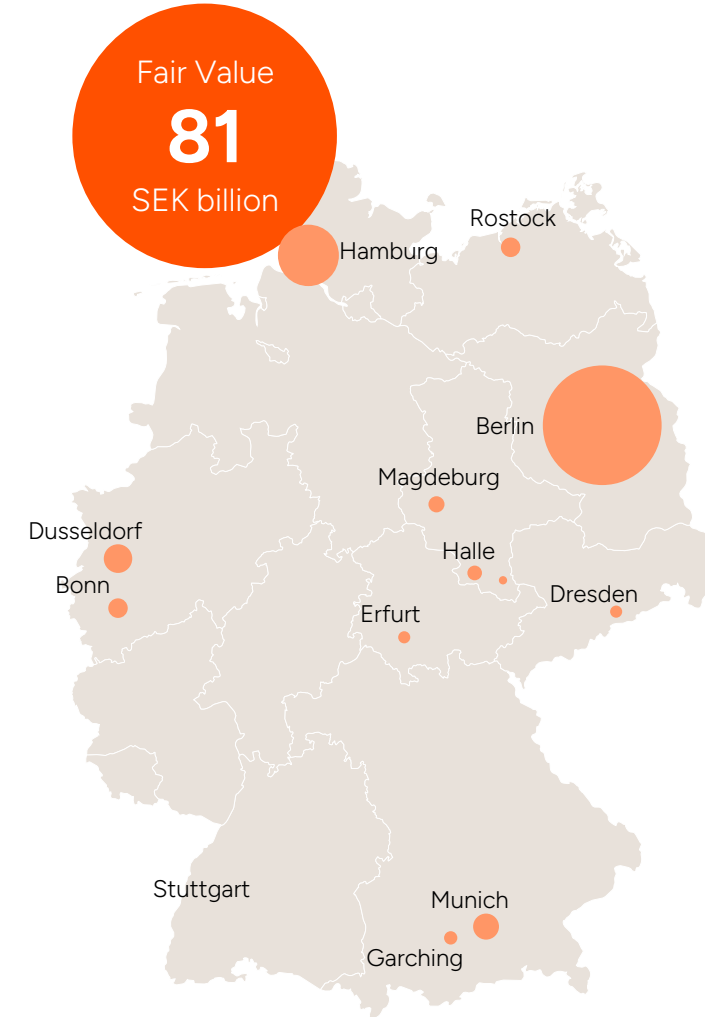 Fair Value
81
SEK billion
Rostock
Hamburg
Berlin
Magdeburg
Dusseldorf
Halle
Bonn
Dresden
Erfurt
Stuttgart
Munich
Garching